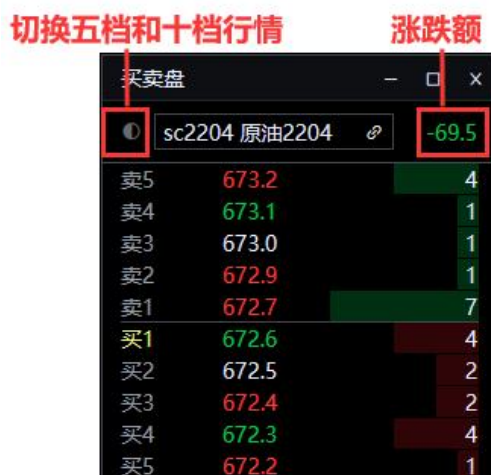 切换五档和十档行情 涨跌额
买卖盘
sc2204 原油2204 -69.5
卖5 673.2 4
卖4 673.1 1
卖3 673.0 1
卖2 672.9 1
卖1 672.7 7
买1 672.6 4
买2 672.5 2
买3 672.4 2
买4 672.3 4
买5 672.2 1